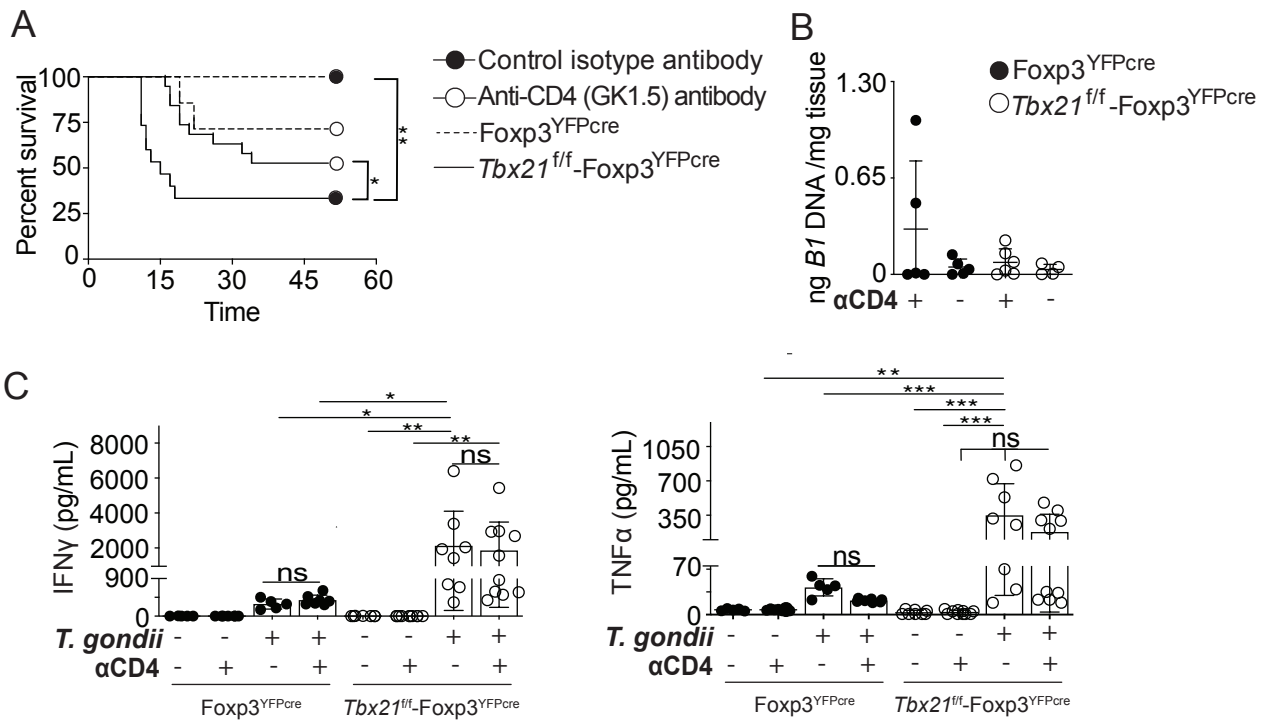 A
Percent survival
100
75
50
25
0
0 15 30 45 60
Time
Control isotype antibody
Anti-CD4 (GK1.5) antibody
Foxp3YFPcre
Tbx21f/f-Foxp3YFPcre
**
*
B
ng B1 DNA /mg tissue
1.30
0.65
0
αCD4 + - + -
Foxp3YFPcre
Tbx21f/f-Foxp3YFPcre
C
IFNγ (pg/mL)
8000
6000
4000
2000
900
0
*
*
**
**
ns
ns
T. gondii - - + + - - + +
αCD4 - + - + - + - +
Foxp3YFPcre Tbx21f/f-Foxp3YFPcre
TNFα (pg/mL)
1050
700
350
70
0
**
***
***
***
ns
ns
- - + + - - + +
- + - + - + - +
Foxp3YFPcre Tbx21f/f-Foxp3YFPcre